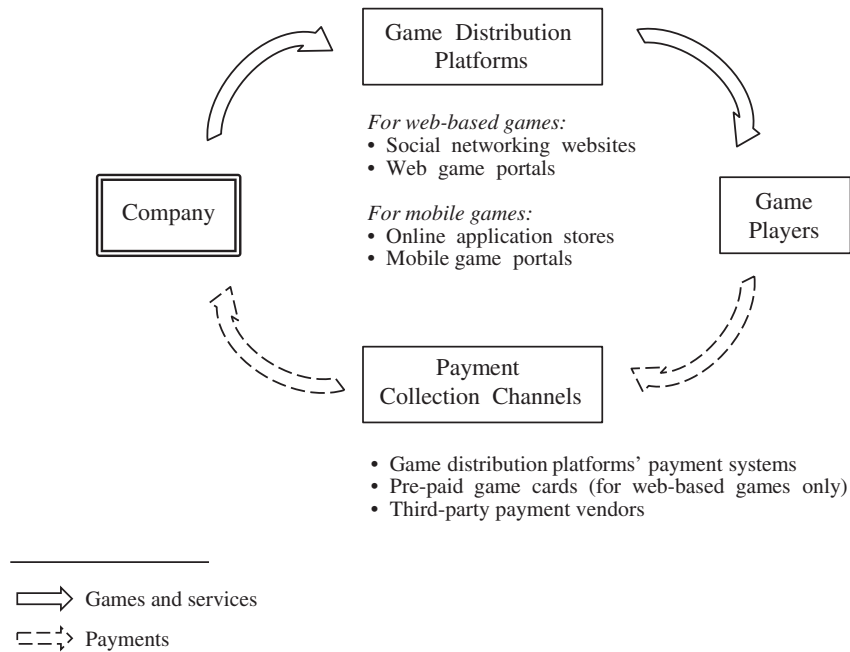 Game Distribution
Platforms
For web-based games:
• Social networking websites
• Web game portals
Company
For mobile games:
• Online application stores
• Mobile game portals
Game
Players
Payment
Collection Channels
• Game distribution platforms’ payment systems
• Pre-paid game cards (for web-based games only)
• Third-party payment vendors
Games and services
Payments